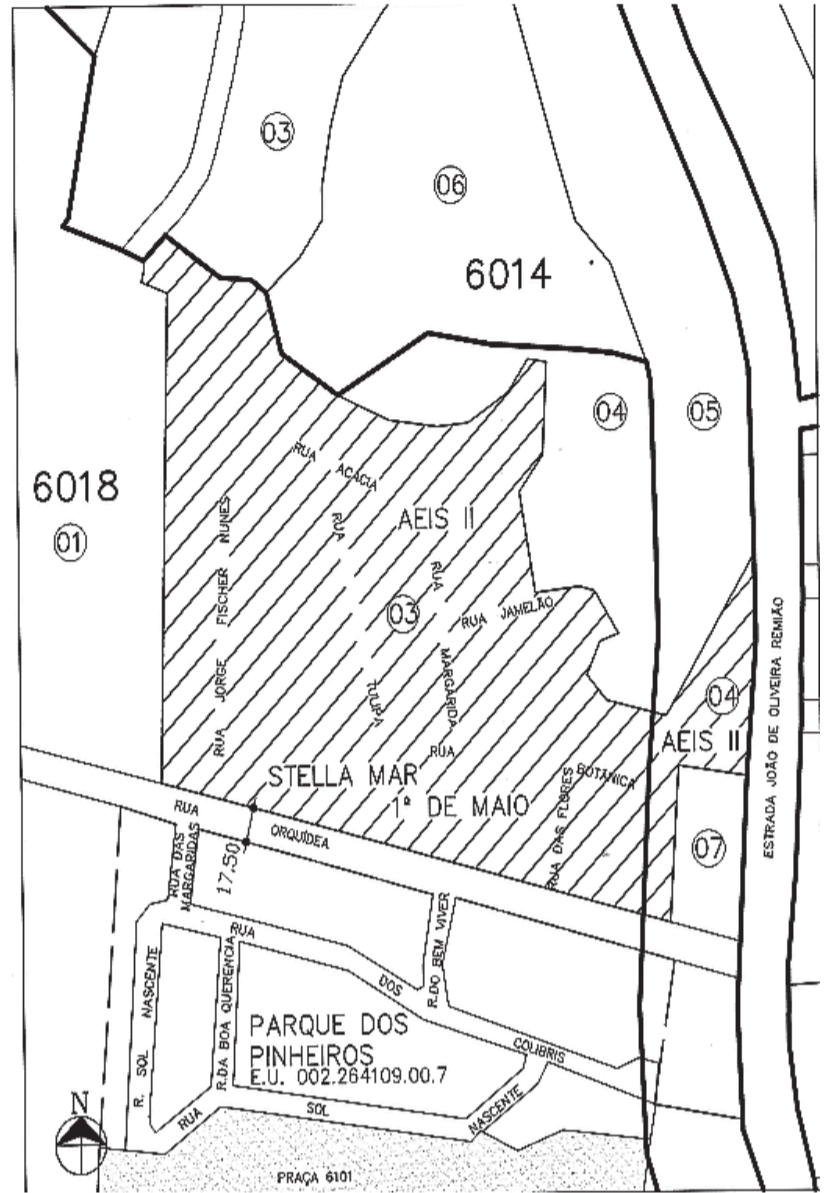 03
06
6014
04
05
6018
01
RUA ACÁCIA
RUA JORGE FISCHER NUNES
RUA TULIPA
AEIS II
RUA MARGARIDA
03
RUA JAMELÃO
04
AEIS II
ESTRADA JOÃO DE OLIVEIRA REMIÃO
STELLA MAR
1º DE MAIO
RUA BOTÂNICA
RUA DAS FLORES
07
RUA ORQUÍDEA
17.50
RUA DAS
MARGARIDAS
RUA DOS COLIBRIS
R.DO BEM VIVER
R. SOL NASCENTE
R.DA BOA QUERENCIA
PARQUE DOS
PINHEIROS
E.U. 002.264109.00.7
RUA SOL NASCENTE
N
PRAÇA 6101